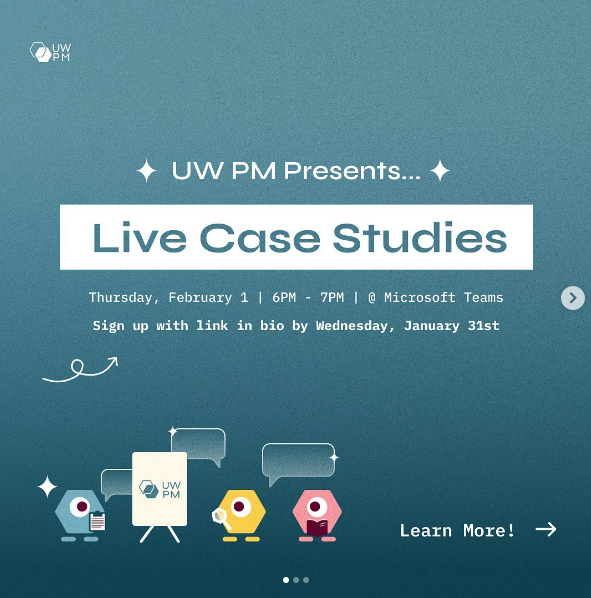 UW
PM
UW PM Presents...
Live Case Studies
Thursday, February 1 | 6PM - 7PM | @ Microsoft Teams
Sign up with link in bio by Wednesday, January 31st
UW
PM
Learn More!